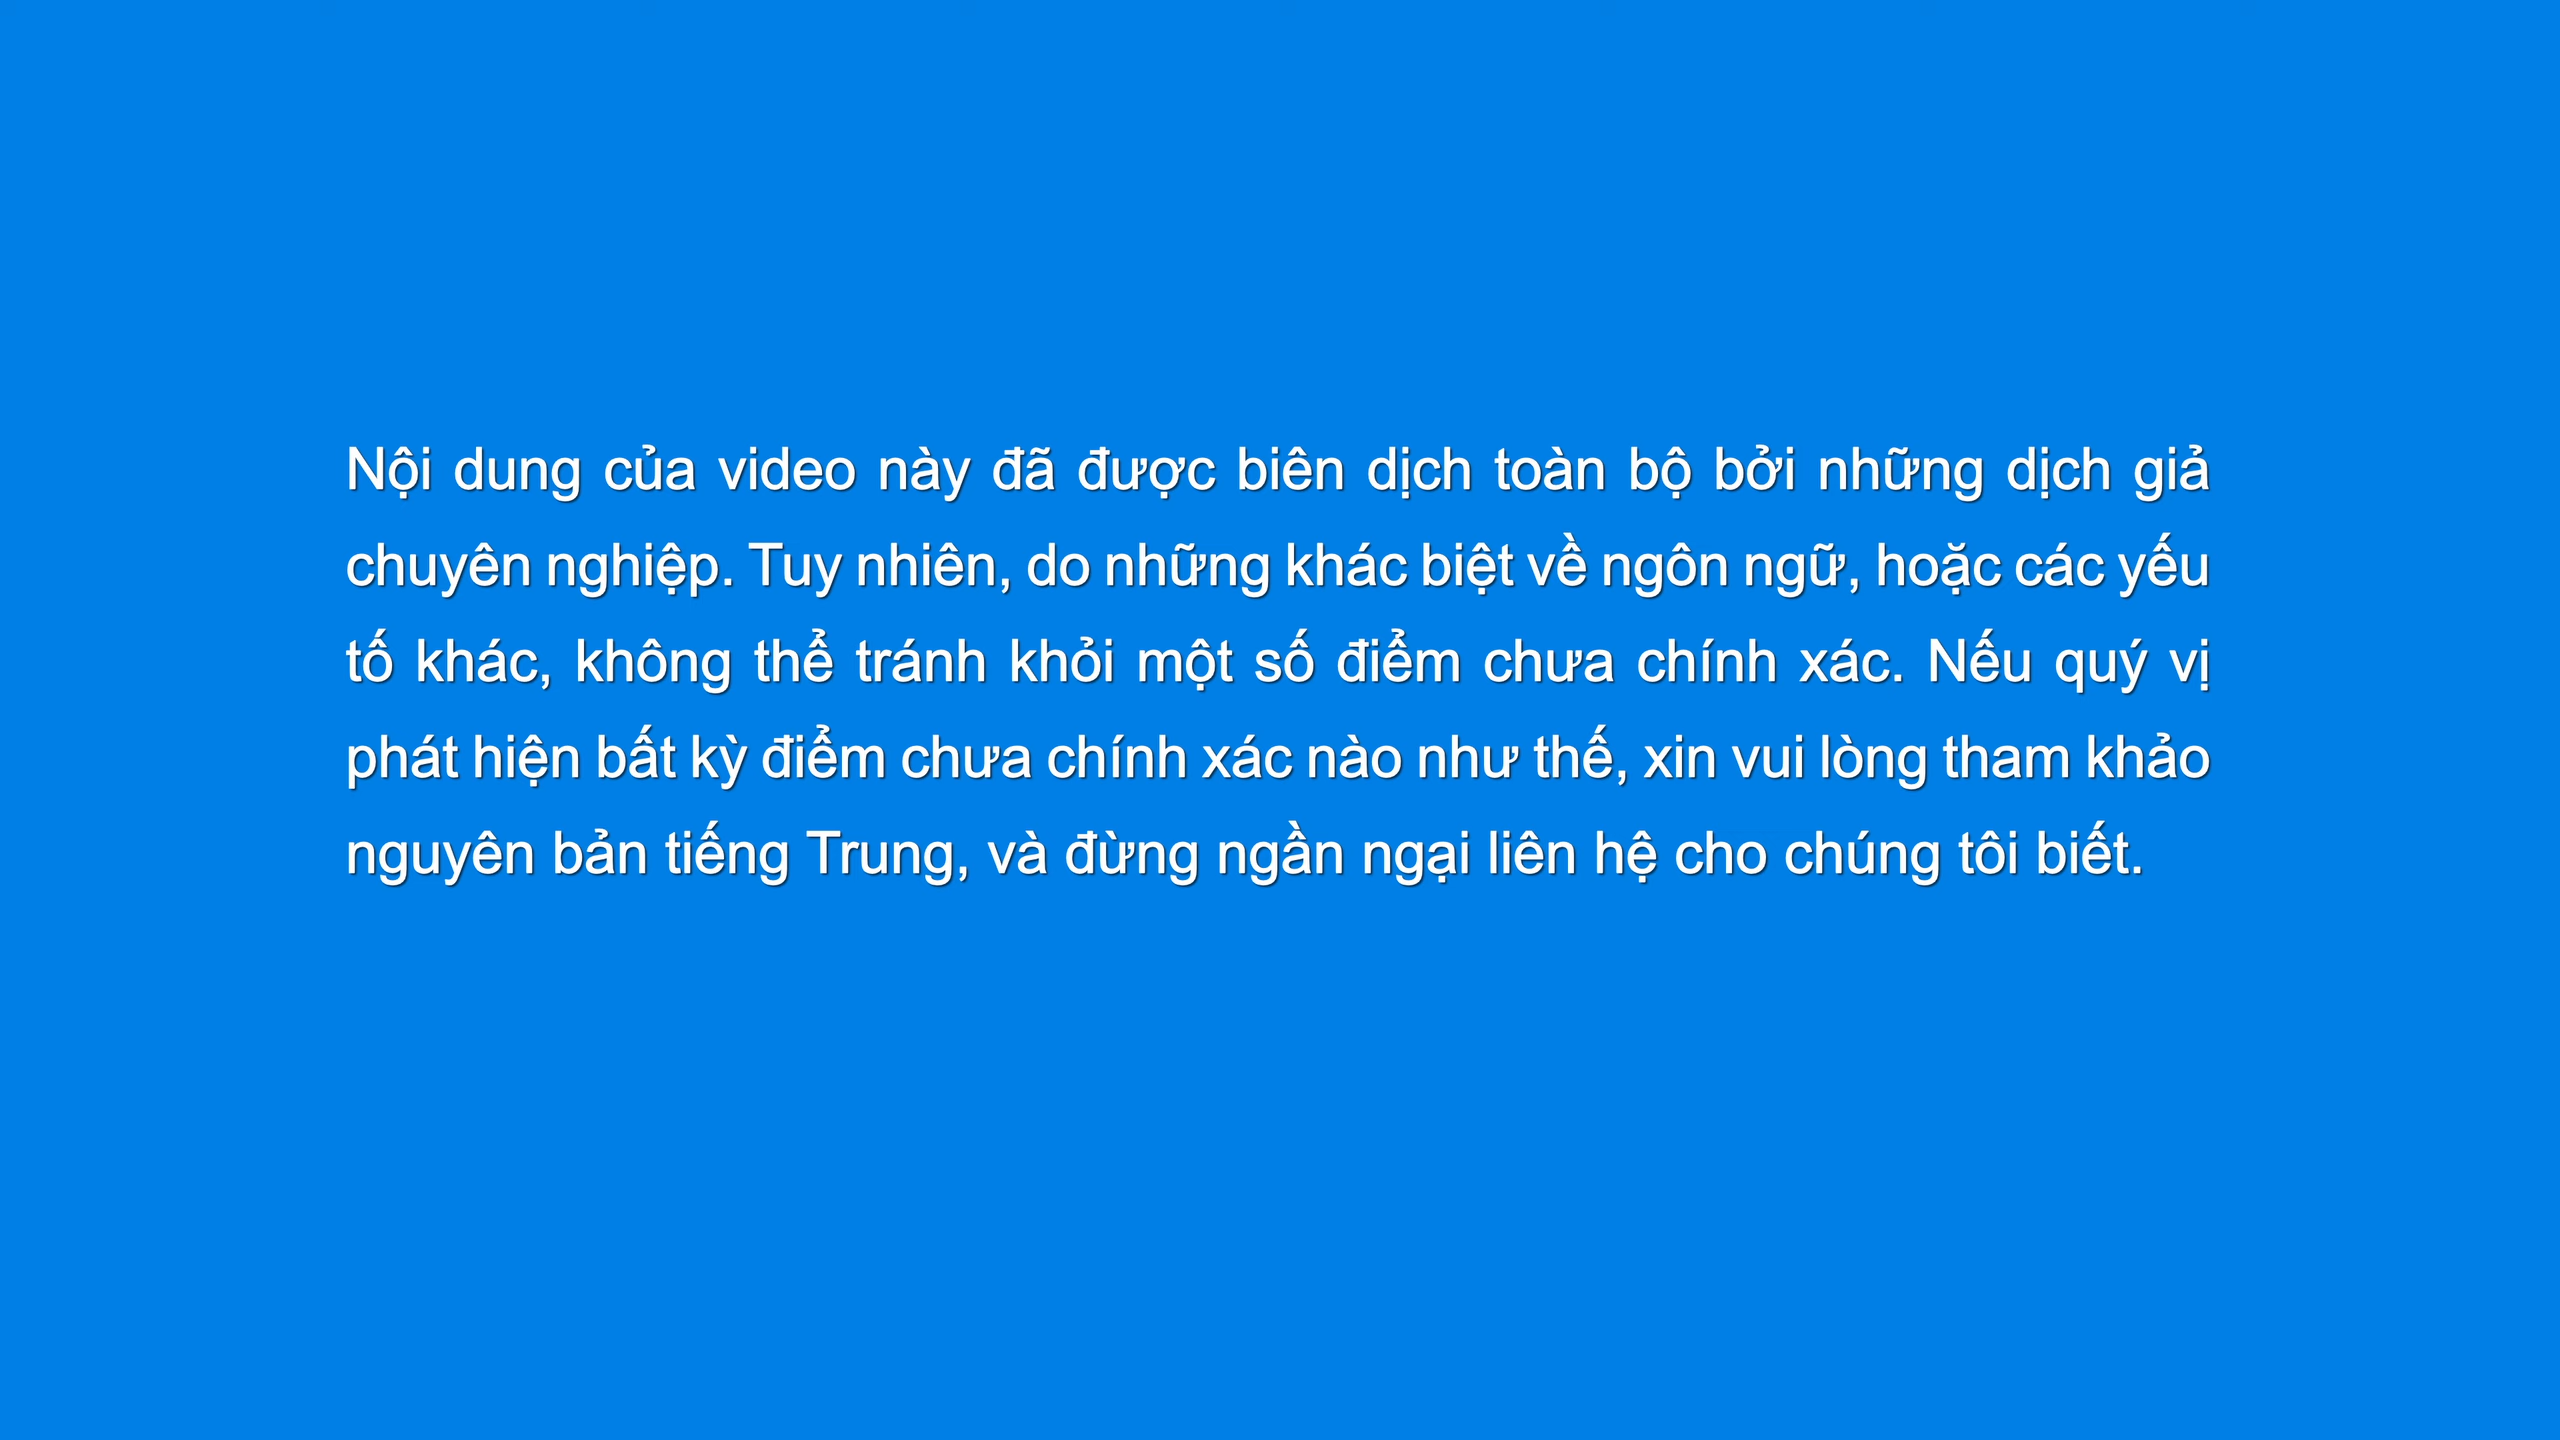 Nội dung của video này đã được biên dịch toàn bộ bởi những dịch giả
chuyên nghiệp. Tuy nhiên, do những khác biệt về ngôn ngữ, hoặc các yếu
tố khác, không thể tránh khỏi một số điểm chưa chính xác. Nếu quý vị
phát hiện bất kỳ điểm chưa chính xác nào như thế, xin vui lòng tham khảo
nguyên bản tiếng Trung, và đừng ngần ngại liên hệ cho chúng tôi biết.